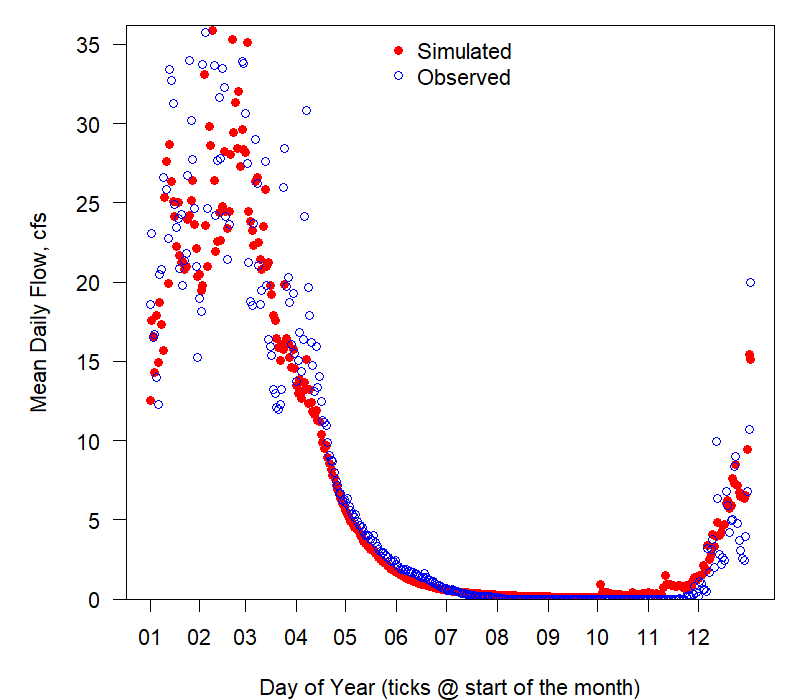 35
Simulated
Observed
30
25
20
15
10
5
0
Mean Daily Flow, cfs
01 02 03 04 05 06 07 08 09 10 11 12
Day of Year (ticks @ start of the month)